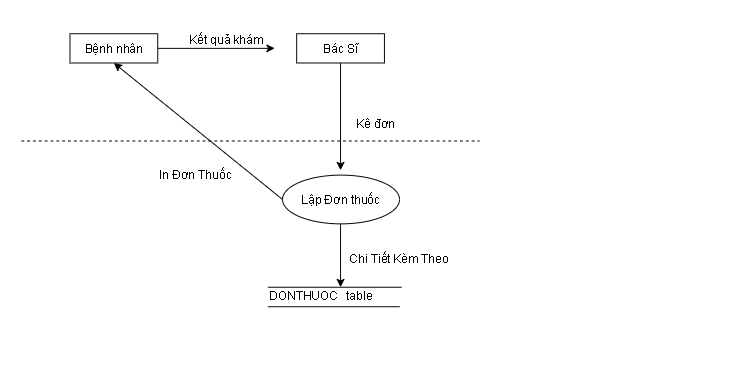 Kết quả khám
Bệnh nhân
Bác Sĩ
Kê đơn
In Đơn Thuốc
Lập Đơn thuốc
Chi Tiết Kèm Theo
DONTHUOC table